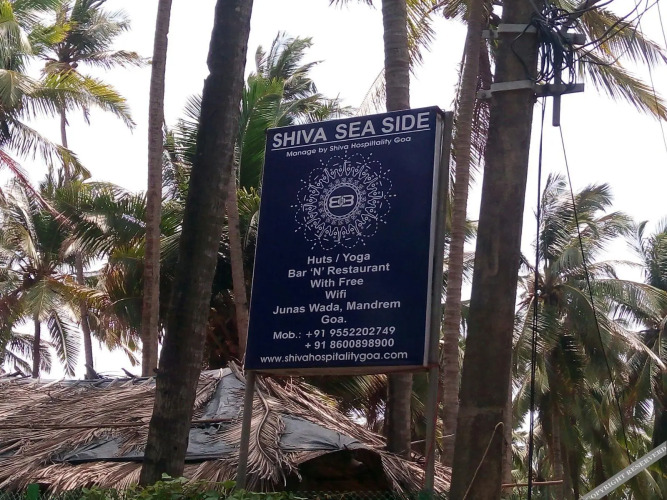 SHIVA SEA SIDE
Manage by Shiva Hospitallity Goa
Huts / Yoga
Bar 'N' Restaurant
With Free
Wifi
Junas Wada, Mandrem
Goa.
Mob.: +91 9552202749
+ 91 8600898900
www.shivahospitalitygoa.com